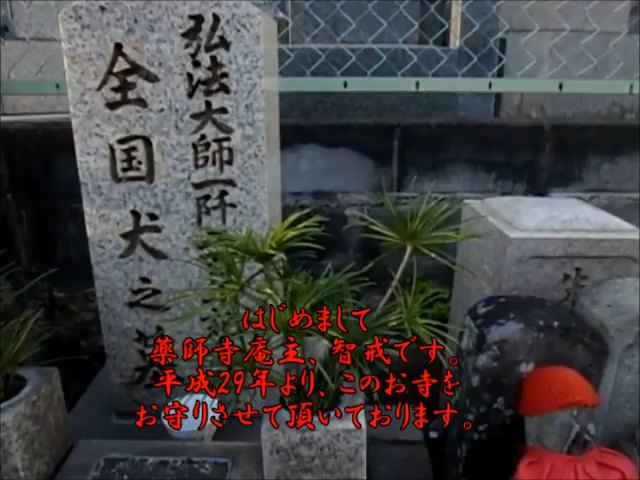 弘法大師一阡
全国犬之墓
はじめまして
薬師寺庵主、智戒です。
平成29年より、このお寺を
お守りさせて頂いております。